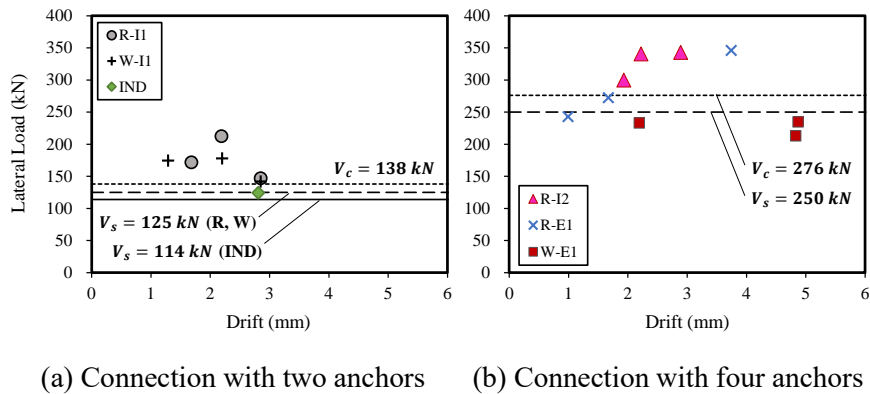 Lateral Load (kN)
400
350
300
250
200
150
100
50
0
R-I1
W-I1
IND
V_c = 138 kN
V_s = 125 kN (R, W)
V_s = 114 kN (IND)
0 1 2 3 4 5 6
Drift (mm)
(a) Connection with two anchors
400
350
300
250
200
150
100
50
0
V_c = 276 kN
V_s = 250 kN
R-I2
R-E1
W-E1
0 1 2 3 4 5 6
Drift (mm)
(b) Connection with four anchors